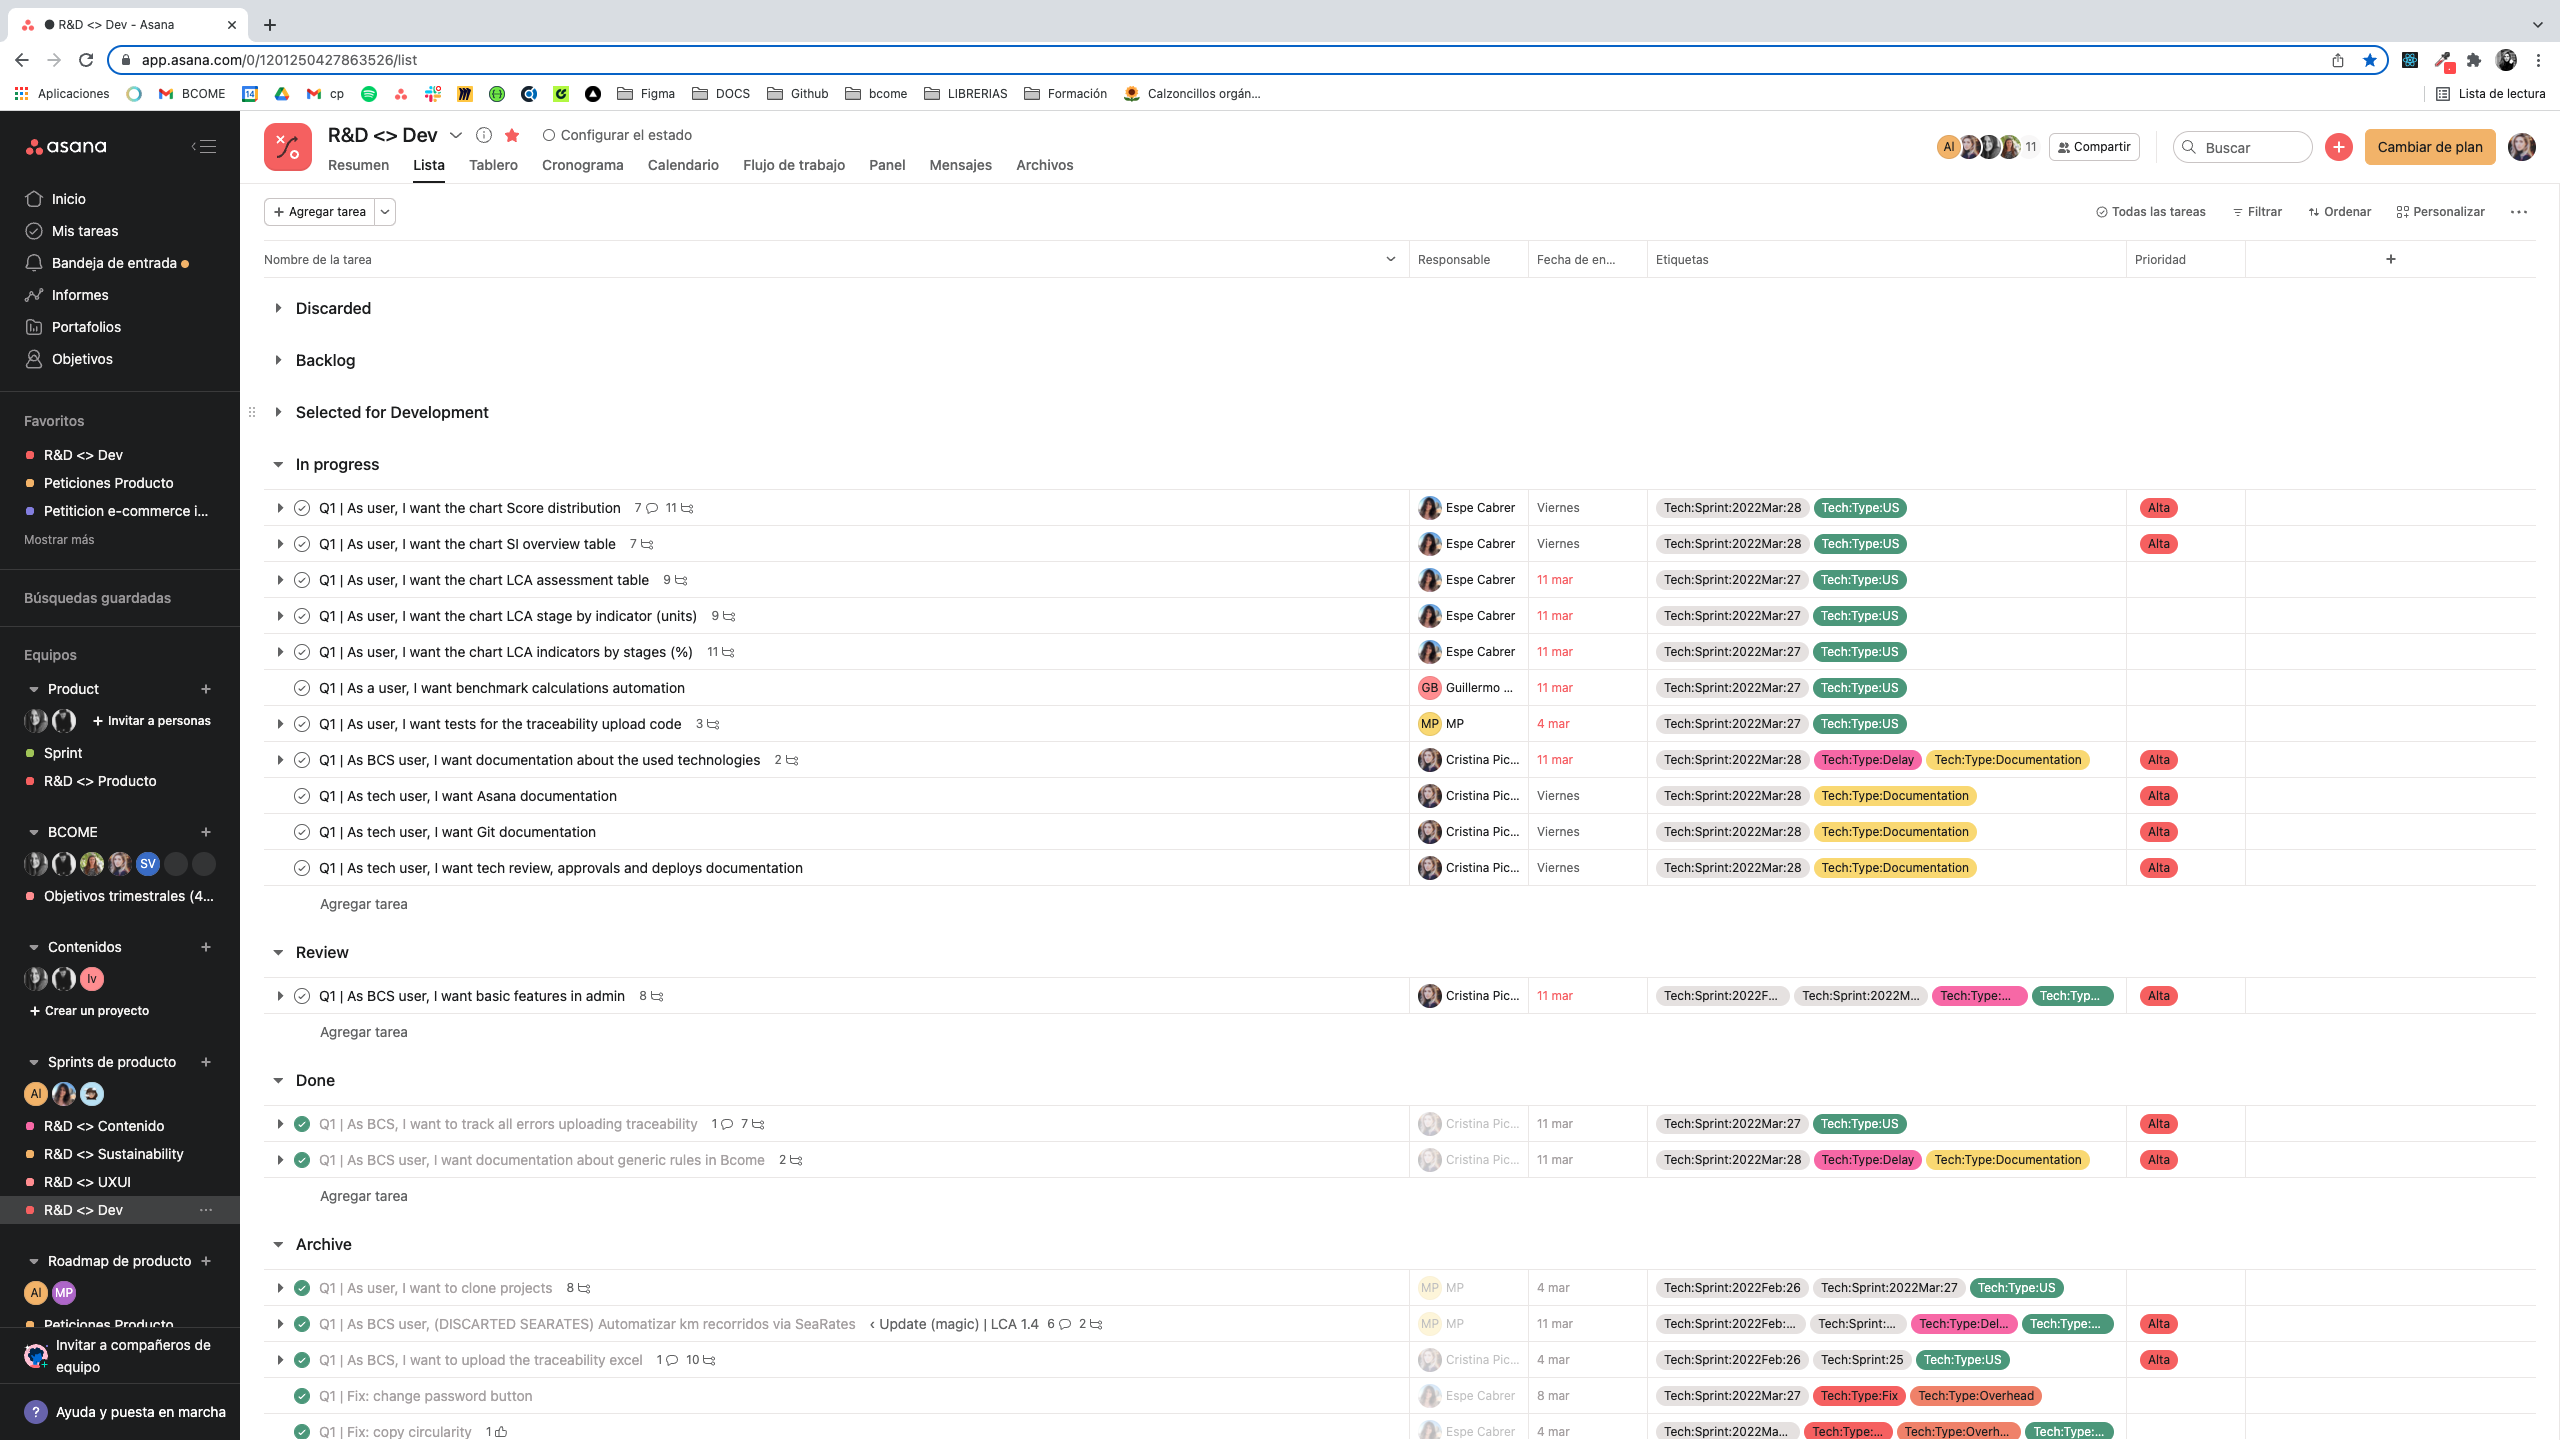 R&D <> Dev - Asana
app.asana.com/0/1201250427863526/list
Aplicaciones BCOME 14 cp Figma DOCS Github bcome LIBRERIAS Formación Calzoncillos orgán... Lista de lectura
asana
Inicio
Mis tareas
Bandeja de entrada
Informes
Portafolios
Objetivos
Favoritos
R&D <> Dev
Peticiones Producto
Peticion e-commerce i...
Mostrar más
Búsquedas guardadas
Equipos
Product
+ Invitar a personas
Sprint
R&D <> Producto
BCOME
SV
Objetivos trimestrales (4...
Contenidos
Iv
+ Crear un proyecto
Sprints de producto
AI
R&D <> Contenido
R&D <> Sustainability
R&D <> UXUI
R&D <> Dev
Roadmap de producto
AI MP
Peticiones Producto
Invitar a compañeros de
equipo
? Ayuda y puesta en marcha
R&D <> Dev Configurar el estado
Resumen Lista Tablero Cronograma Calendario Flujo de trabajo Panel Mensajes Archivos
AI 11 Compartir Buscar Cambiar de plan
+ Agregar tarea Todas las tareas Filtrar Ordenar Personalizar
Nombre de la tarea Responsable Fecha de en... Etiquetas Prioridad +
Discarded
Backlog
Selected for Development
In progress
Q1 | As user, I want the chart Score distribution 7 11 Espe Cabrer Viernes Tech:Sprint:2022Mar:28 Tech:Type:US Alta
Q1 | As user, I want the chart SI overview table 7 Espe Cabrer Viernes Tech:Sprint:2022Mar:28 Tech:Type:US Alta
Q1 | As user, I want the chart LCA assessment table 9 Espe Cabrer 11 mar Tech:Sprint:2022Mar:27 Tech:Type:US
Q1 | As user, I want the chart LCA stage by indicator (units) 9 Espe Cabrer 11 mar Tech:Sprint:2022Mar:27 Tech:Type:US
Q1 | As user, I want the chart LCA indicators by stages (%) 11 Espe Cabrer 11 mar Tech:Sprint:2022Mar:27 Tech:Type:US
Q1 | As a user, I want benchmark calculations automation GB Guillermo ... 11 mar Tech:Sprint:2022Mar:27 Tech:Type:US
Q1 | As user, I want tests for the traceability upload code 3 MP MP 4 mar Tech:Sprint:2022Mar:27 Tech:Type:US
Q1 | As BCS user, I want documentation about the used technologies 2 Cristina Pic... 11 mar Tech:Sprint:2022Mar:28 Tech:Type:Delay Tech:Type:Documentation Alta
Q1 | As tech user, I want Asana documentation Cristina Pic... Viernes Tech:Sprint:2022Mar:28 Tech:Type:Documentation Alta
Q1 | As tech user, I want Git documentation Cristina Pic... Viernes Tech:Sprint:2022Mar:28 Tech:Type:Documentation Alta
Q1 | As tech user, I want tech review, approvals and deploys documentation Cristina Pic... Viernes Tech:Sprint:2022Mar:28 Tech:Type:Documentation Alta
Agregar tarea
Review
Q1 | As BCS user, I want basic features in admin 8 Cristina Pic... 11 mar Tech:Sprint:2022F... Tech:Sprint:2022M... Tech:Type:... Tech:Typ... Alta
Agregar tarea
Done
Q1 | As BCS, I want to track all errors uploading traceability 1 7 Cristina Pic... 11 mar Tech:Sprint:2022Mar:27 Tech:Type:US Alta
Q1 | As BCS user, I want documentation about generic rules in Bcome 2 Cristina Pic... 11 mar Tech:Sprint:2022Mar:28 Tech:Type:Delay Tech:Type:Documentation Alta
Agregar tarea
Archive
Q1 | As user, I want to clone projects 8 MP MP 4 mar Tech:Sprint:2022Feb:26 Tech:Sprint:2022Mar:27 Tech:Type:US
Q1 | As BCS user, (DISCARTED SEARATES) Automatizar km recorridos via SeaRates ‹ Update (magic) | LCA 1.4 6 2 MP MP 11 mar Tech:Sprint:2022Feb:... Tech:Sprint:... Tech:Type:Del... Tech:Type:... Alta
Q1 | As BCS, I want to upload the traceability excel 1 10 Cristina Pic... 4 mar Tech:Sprint:2022Feb:26 Tech:Sprint:25 Tech:Type:US Alta
Q1 | Fix: change password button Espe Cabrer 8 mar Tech:Sprint:2022Mar:27 Tech:Type:Fix Tech:Type:Overhead
Q1 | Fix: copy circularity 1 Espe Cabrer 4 mar Tech:Sprint:2022Ma... Tech:Type:... Tech:Type:Overh... Tech:Type:...